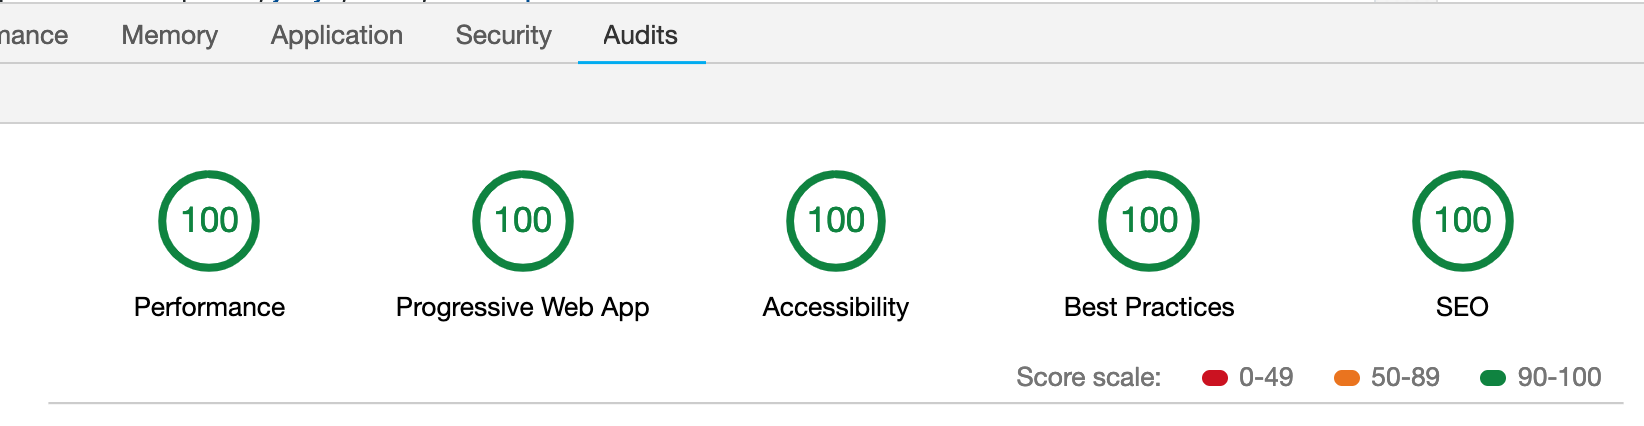 mance Memory Application Security Audits
100 100 100 100 100
Performance Progressive Web App Accessibility Best Practices SEO
Score scale: 0-49 50-89 90-100